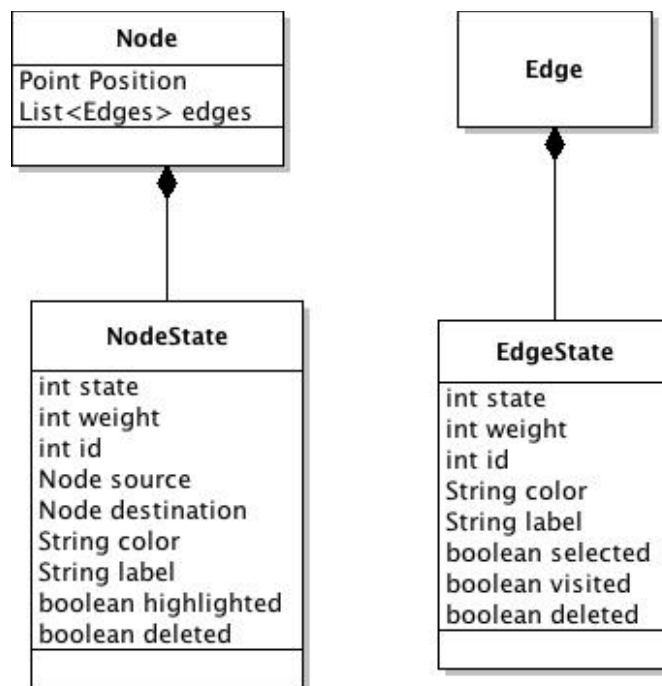 Node
Point Position
List<Edges> edges
Edge
NodeState
int state
int weight
int id
Node source
Node destination
String color
String label
boolean highlighted
boolean deleted
EdgeState
int state
int weight
int id
String color
String label
boolean selected
boolean visited
boolean deleted